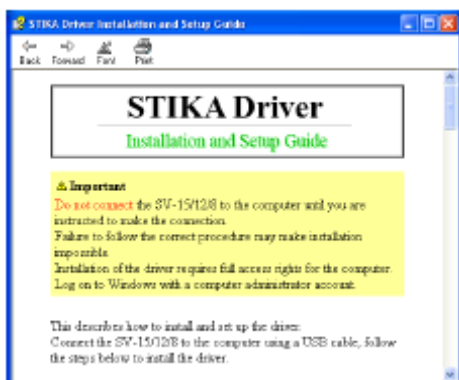 STIKA Driver Installation and Setup Guide
Back Forward Font Print
STIKA Driver
Installation and Setup Guide
Important
Do not connect the SV-15/12/8 to the computer until you are
instructed to make the connection.
Failure to follow the correct procedure may make installation
impossible.
Installation of the driver requires full access rights for the computer.
Log on to Windows with a computer administrator account.
This describes how to install and set up the driver.
Connect the SV-15/12/8 to the computer using a USB cable, follow
the steps below to install the driver.